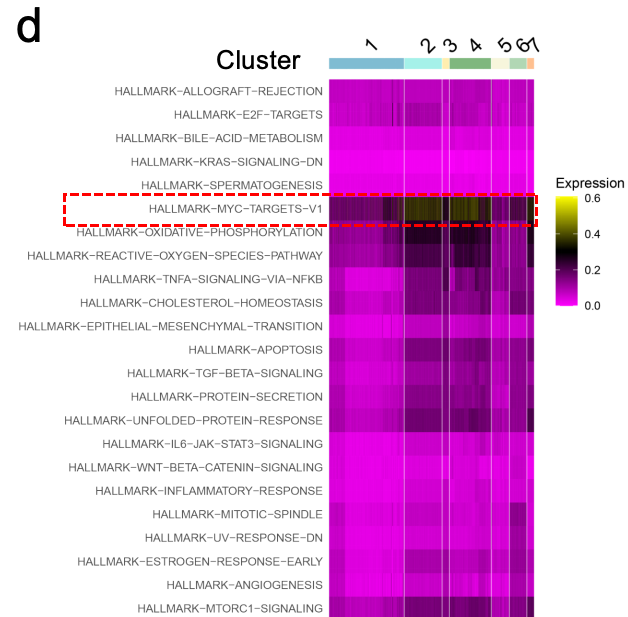 d
Cluster 1 2 3 4 5 6 7
HALLMARK−ALLOGRAFT−REJECTION
HALLMARK−E2F−TARGETS
HALLMARK−BILE−ACID−METABOLISM
HALLMARK−KRAS−SIGNALING−DN
HALLMARK−SPERMATOGENESIS
HALLMARK−MYC−TARGETS−V1
HALLMARK−OXIDATIVE−PHOSPHORYLATION
HALLMARK−REACTIVE−OXYGEN−SPECIES−PATHWAY
HALLMARK−TNFA−SIGNALING−VIA−NFKB
HALLMARK−CHOLESTEROL−HOMEOSTASIS
HALLMARK−EPITHELIAL−MESENCHYMAL−TRANSITION
HALLMARK−APOPTOSIS
HALLMARK−TGF−BETA−SIGNALING
HALLMARK−PROTEIN−SECRETION
HALLMARK−UNFOLDED−PROTEIN−RESPONSE
HALLMARK−IL6−JAK−STAT3−SIGNALING
HALLMARK−WNT−BETA−CATENIN−SIGNALING
HALLMARK−INFLAMMATORY−RESPONSE
HALLMARK−MITOTIC−SPINDLE
HALLMARK−UV−RESPONSE−DN
HALLMARK−ESTROGEN−RESPONSE−EARLY
HALLMARK−ANGIOGENESIS
HALLMARK−MTORC1−SIGNALING
Expression
0.6
0.4
0.2
0.0